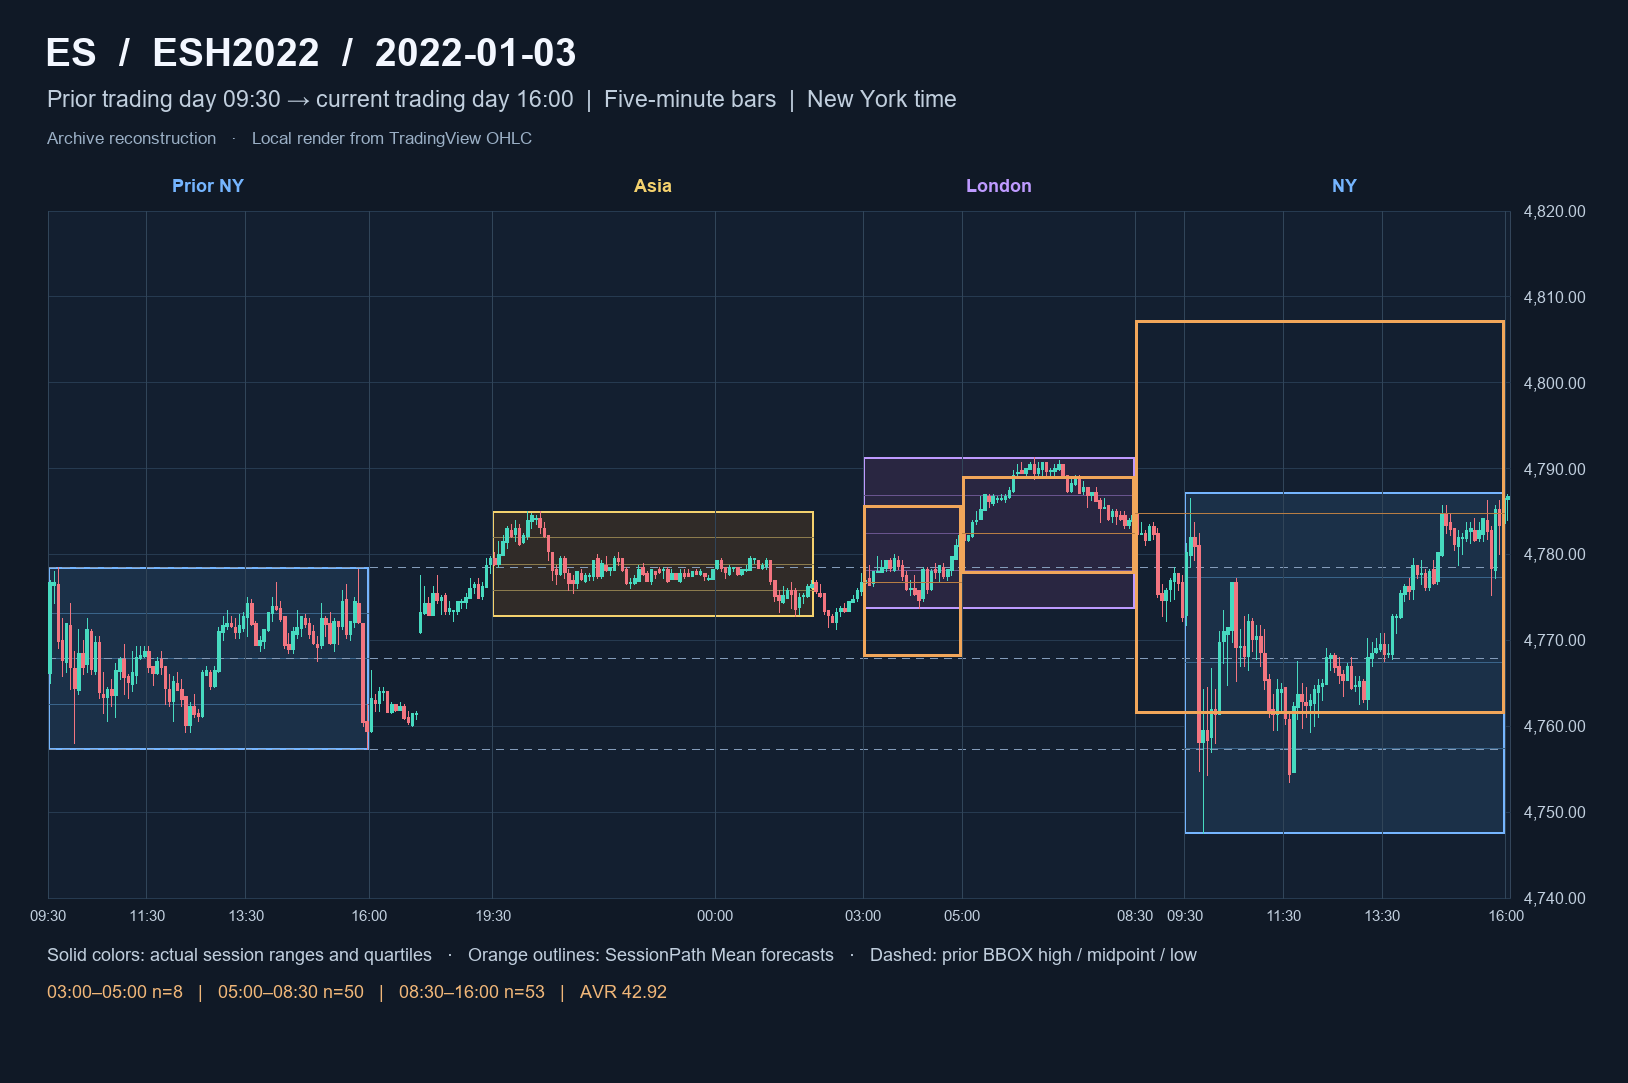 ES / ESH2022 / 2022-01-03
Prior trading day 09:30 → current trading day 16:00 | Five-minute bars | New York time
Archive reconstruction · Local render from TradingView OHLC
Prior NY Asia London NY
4,820.00
4,810.00
4,800.00
4,790.00
4,780.00
4,770.00
4,760.00
4,750.00
4,740.00
09:30 11:30 13:30 16:00 19:30 00:00 03:00 05:00 08:30 09:30 11:30 13:30 16:00
Solid colors: actual session ranges and quartiles · Orange outlines: SessionPath Mean forecasts · Dashed: prior BBOX high / midpoint / low
03:00–05:00 n=8 | 05:00–08:30 n=50 | 08:30–16:00 n=53 | AVR 42.92